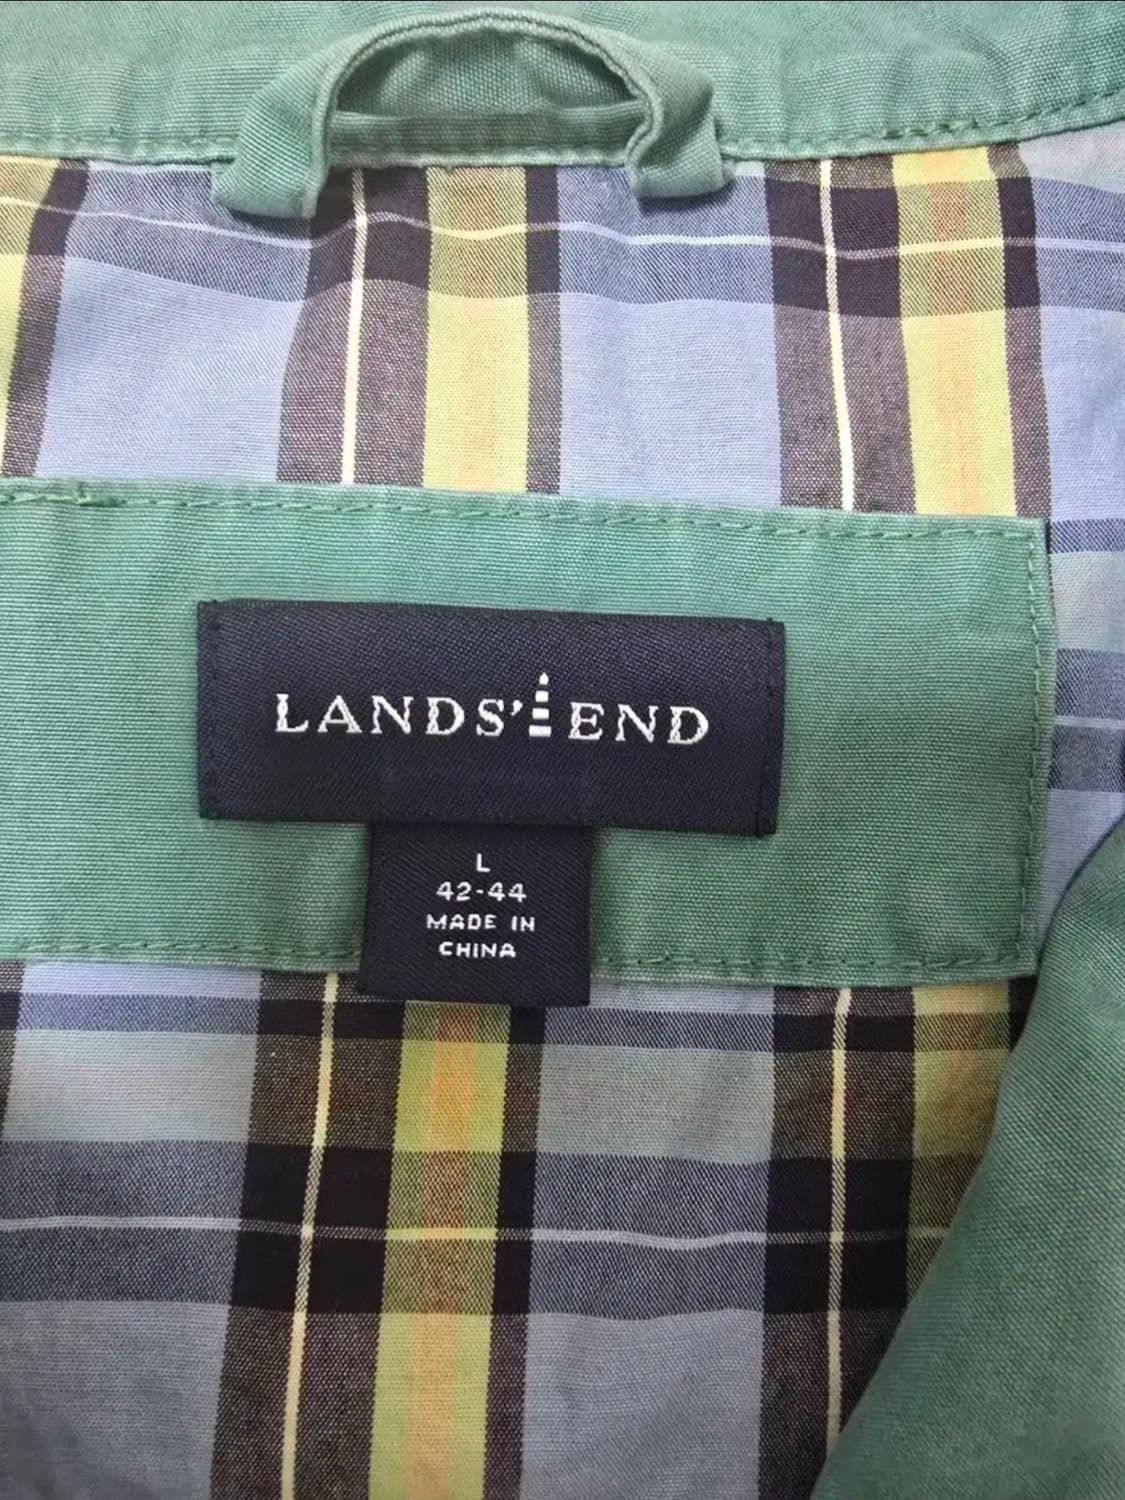 LANDS' END
L
42-44
MADE IN
CHINA